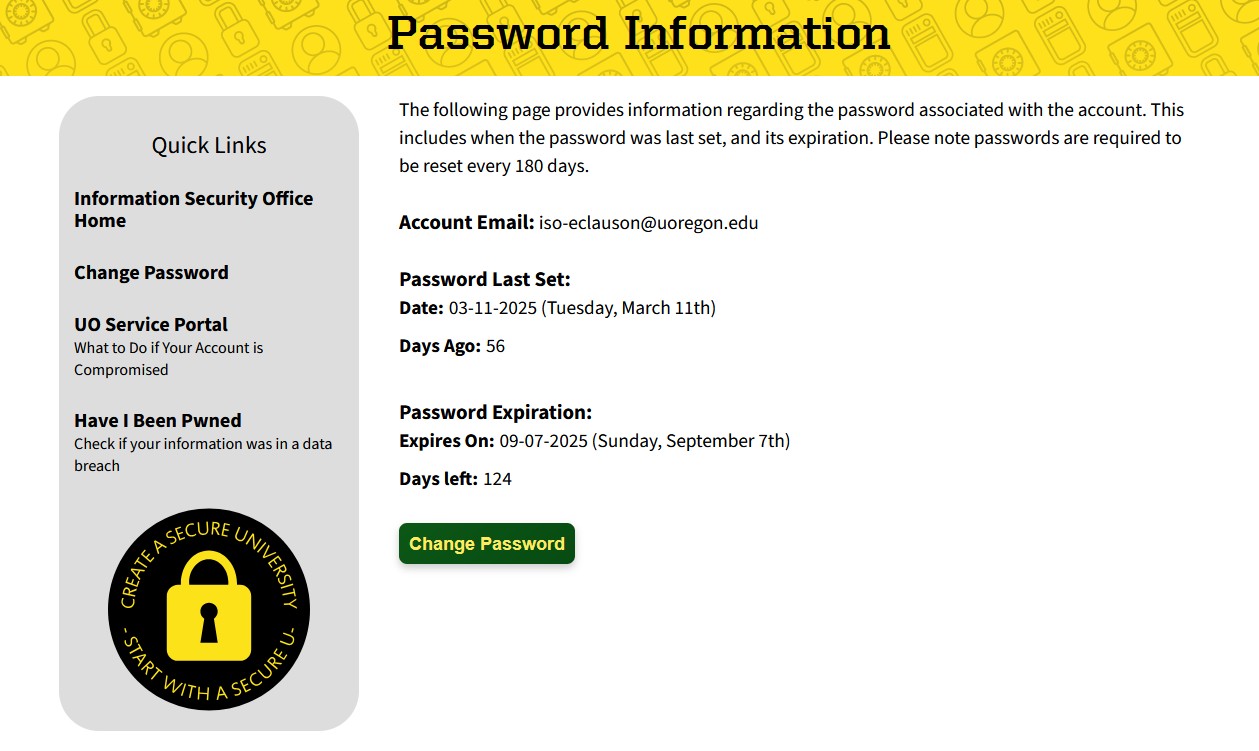 Password Information
Quick Links
Information Security Office
Home
Change Password
UO Service Portal
What to Do if Your Account is
Compromised
Have I Been Pwned
Check if your information was in a data
breach
CREATE A SECURE UNIVERSITY
- START WITH A SECURE U-
The following page provides information regarding the password associated with the account. This
includes when the password was last set, and its expiration. Please note passwords are required to
be reset every 180 days.
Account Email: iso-eclauson@uoregon.edu
Password Last Set:
Date: 03-11-2025 (Tuesday, March 11th)
Days Ago: 56
Password Expiration:
Expires On: 09-07-2025 (Sunday, September 7th)
Days left: 124
Change Password